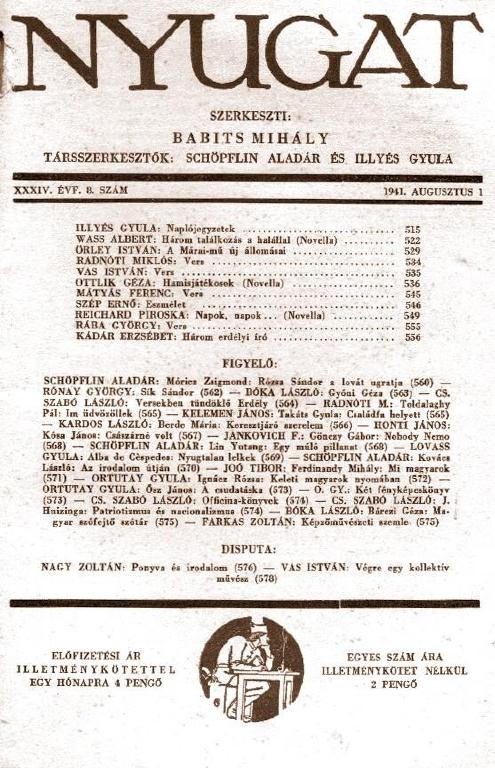 NYUGAT
SZERKESZTI:
BABITS MIHÁLY
TÁRSSZERKESZTŐK: SCHÖPFLIN ALADÁR ÉS ILLYÉS GYULA
XXXIV. ÉVF. 8. SZÁM 1941. AUGUSZTUS 1
ILLYÉS GYULA: Naplójegyzetek 515
WASS ALBERT: Három találkozás a halállal (Novella) 522
ÖRLEY ISTVÁN: A Márai-mű új állomásai 529
RADNÓTI MIKLÓS: Vers 534
VAS ISTVÁN: Vers 535
OTTLIK GÉZA: Hamisjátékosok (Novella) 536
MÁTYÁS FERENC: Vers 545
SZÉP ERNŐ: Eszmélet 546
REICHARD PIROSKA: Napok, napok... (Novella) 549
RÁBA GYÖRGY: Vers 555
KÁDÁR ERZSÉBET: Három erdélyi író 556
FIGYELŐ:
SCHÖPFLIN ALADÁR: Móricz Zsigmond: Rózsa Sándor a lovát ugratja (560) —
RÓNAY GYÖRGY: Sík Sándor (562) — BÓKA LÁSZLÓ: Gyóni Géza (563) — CS.
SZABÓ LÁSZLÓ: Versekben tündöklő Erdély (564) — RADNÓTI M.: Toldalaghy
Pál: Im üdvözöllek (565) — KELEMEN JÁNOS: Takáts Gyula: Családfa helyett (565)
— KARDOS LÁSZLÓ: Berde Mária: Keresztjáró szerelem (566) — HONTI JÁNOS:
Kósa János: Császárné volt (567) — JANKOVICH F.: Gönczy Gábor: Nobody Nemo
(568) — SCHÖPFLIN ALADÁR: Lin Yutang: Egy múló pillanat (568) — LOVASS
GYULA: Alba de Cèspedes: Nyugtalan lelkek (569) — SCHÖPFLIN ALADÁR: Kovács
László: Az irodalom útján (570) — JOÓ TIBOR: Ferdinandy Mihály: Mi magyarok
(571) — ORTUTAY GYULA: Ignácz Rózsa: Keleti magyarok nyomában (572) —
ORTUTAY GYULA: Ősz János: A csudatáska (573) — O. GY.: Két fényképeskönyv
(573) — CS. SZABÓ LÁSZLÓ: Officina-könyvek (574) — CS. SZABÓ LÁSZLÓ: J.
Huizinga: Patriotismus és nacionalizmus (574) — BÓKA LÁSZLÓ: Bárczi Géza: Ma-
gyar szófejtő szótár (575) — FARKAS ZOLTÁN: Képzőművészeti szemle (575)
DISPUTA:
NAGY ZOLTÁN: Ponyva és irodalom (576) — VAS ISTVÁN: Végre egy kollektív
művész (578)
ELŐFIZETÉSI ÁR
ILLETMÉNYKÖTETTEL
EGY HÓNAPRA 4 PENGŐ
EGYES SZÁM ÁRA
ILLETMÉNYKÖTET NÉLKÜL
2 PENGŐ